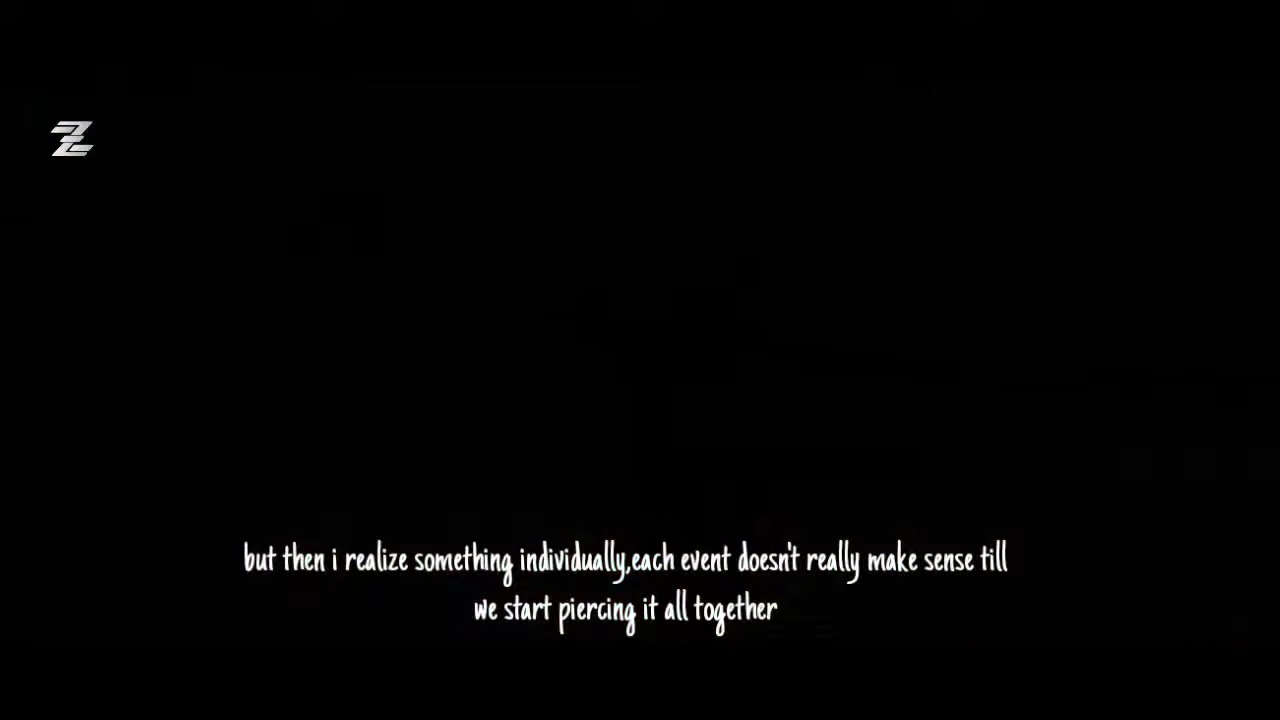 Z
but then i realize something individually,each event doesn't really make sense till
we start piercing it all together